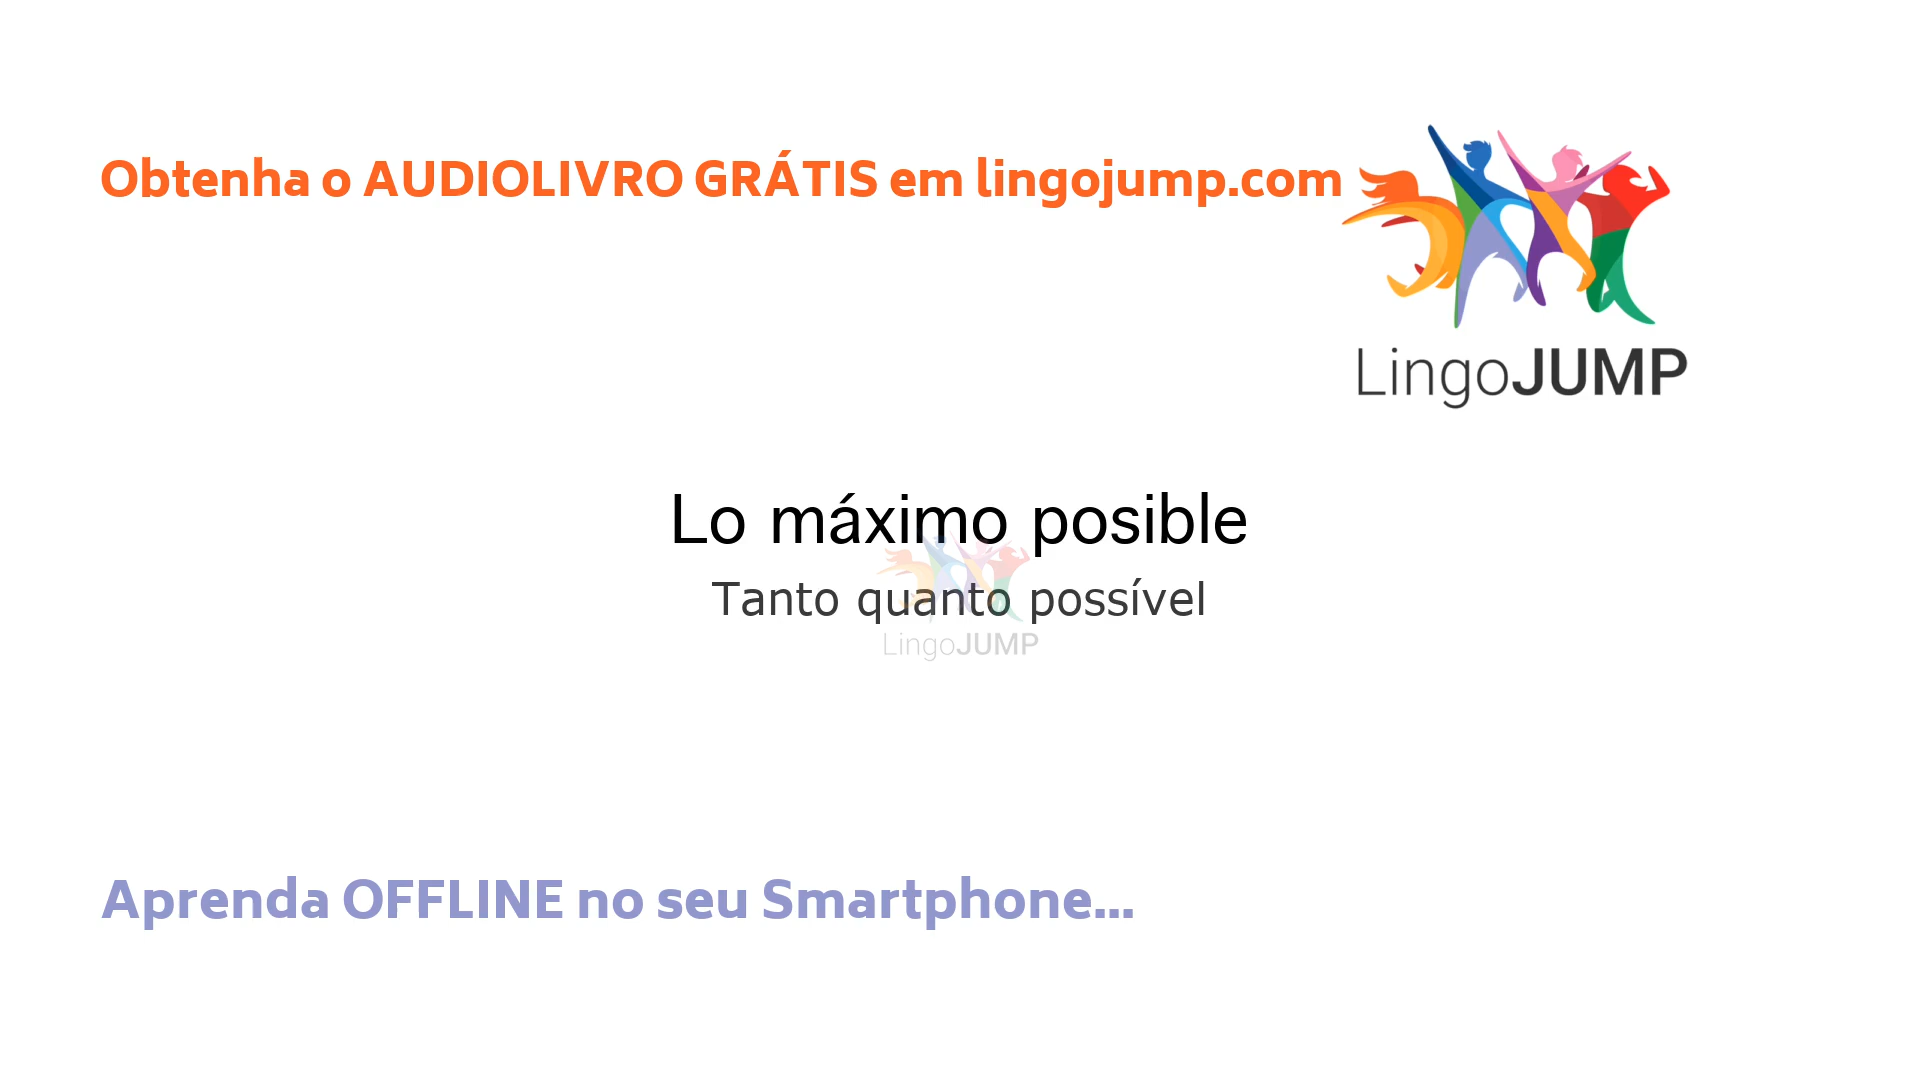 Obtenha o AUDIOLIVRO GRÁTIS em lingojump.com
LingoJUMP
Lo máximo posible
Tanto quanto possível
LingoJUMP
Aprenda OFFLINE no seu Smartphone...